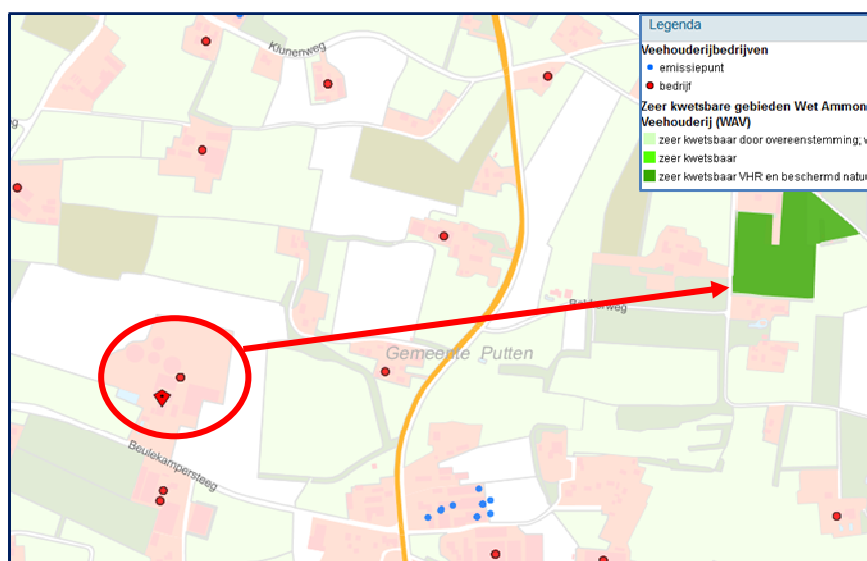 Legenda
Veehouderijbedrijven
emissiepunt
bedrijf
Zeer kwetsbare gebieden Wet Ammon
Veehouderij (WAV)
zeer kwetsbaar door overeenstemming; v
zeer kwetsbaar
zeer kwetsbaar VHR en beschermd natuu
Klunenweg
g
Gemeente Putten
Beulekampersteeg